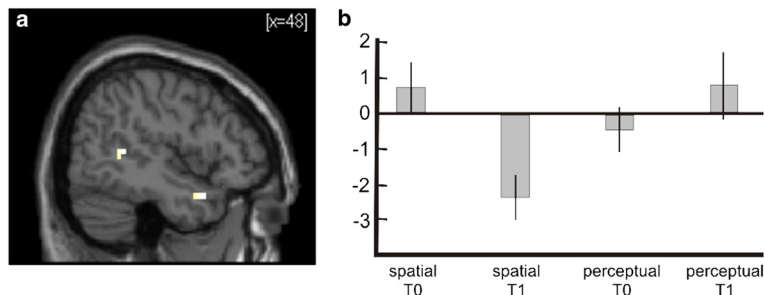 a
[x=48]
b
2
1
0
-1
-2
-3
spatial T0
spatial T1
perceptual T0
perceptual T1